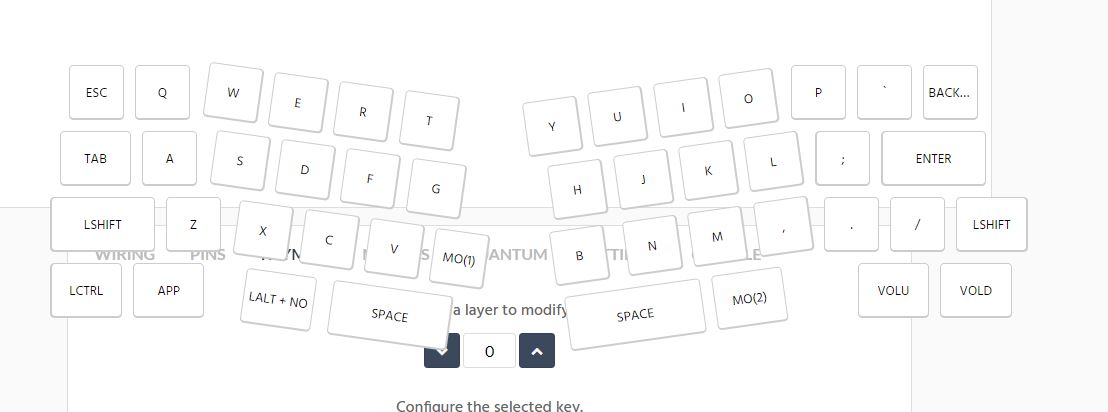 ESC Q W E R T Y U I O P ` BACK...
TAB A S D F G H J K L ; ENTER
LSHIFT Z X C V MO(1) B N M , . / LSHIFT
WIRING PINS
LCTRL APP LALT + NO SPACE SPACE MO(2) VOLU VOLD
a layer to modify
0
Configure the selected key.